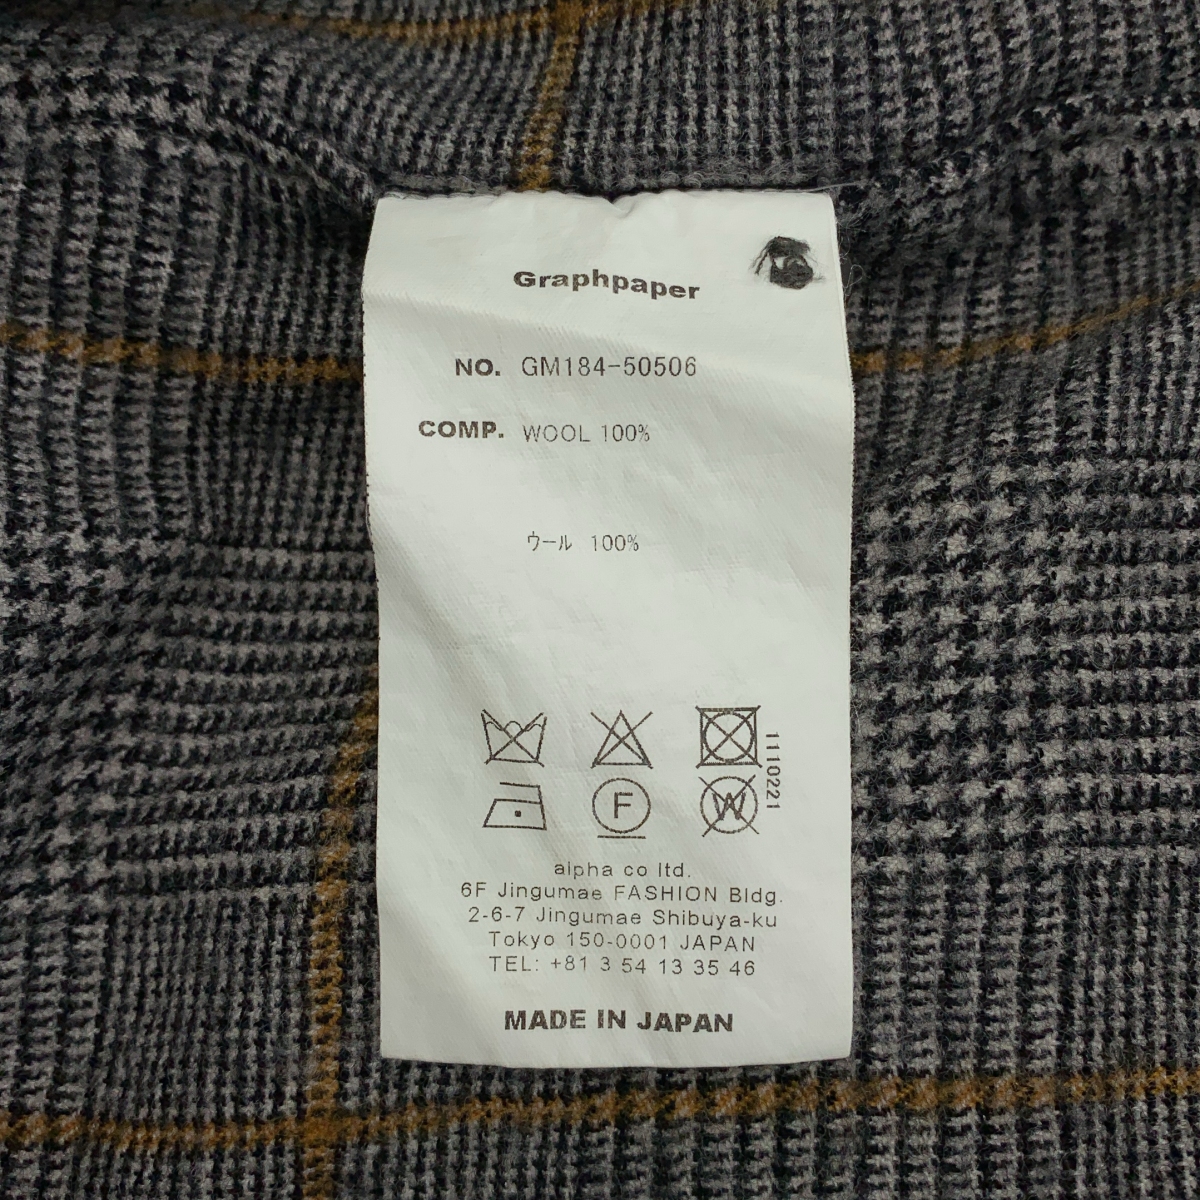 Graphpaper
NO. GM184-50506
COMP. WOOL 100%
ウール 100%
1110221
F
W
alpha co ltd.
6F Jingumae FASHION Bldg.
2-6-7 Jingumae Shibuya-ku
Tokyo 150-0001 JAPAN
TEL: +81 3 54 13 35 46
MADE IN JAPAN